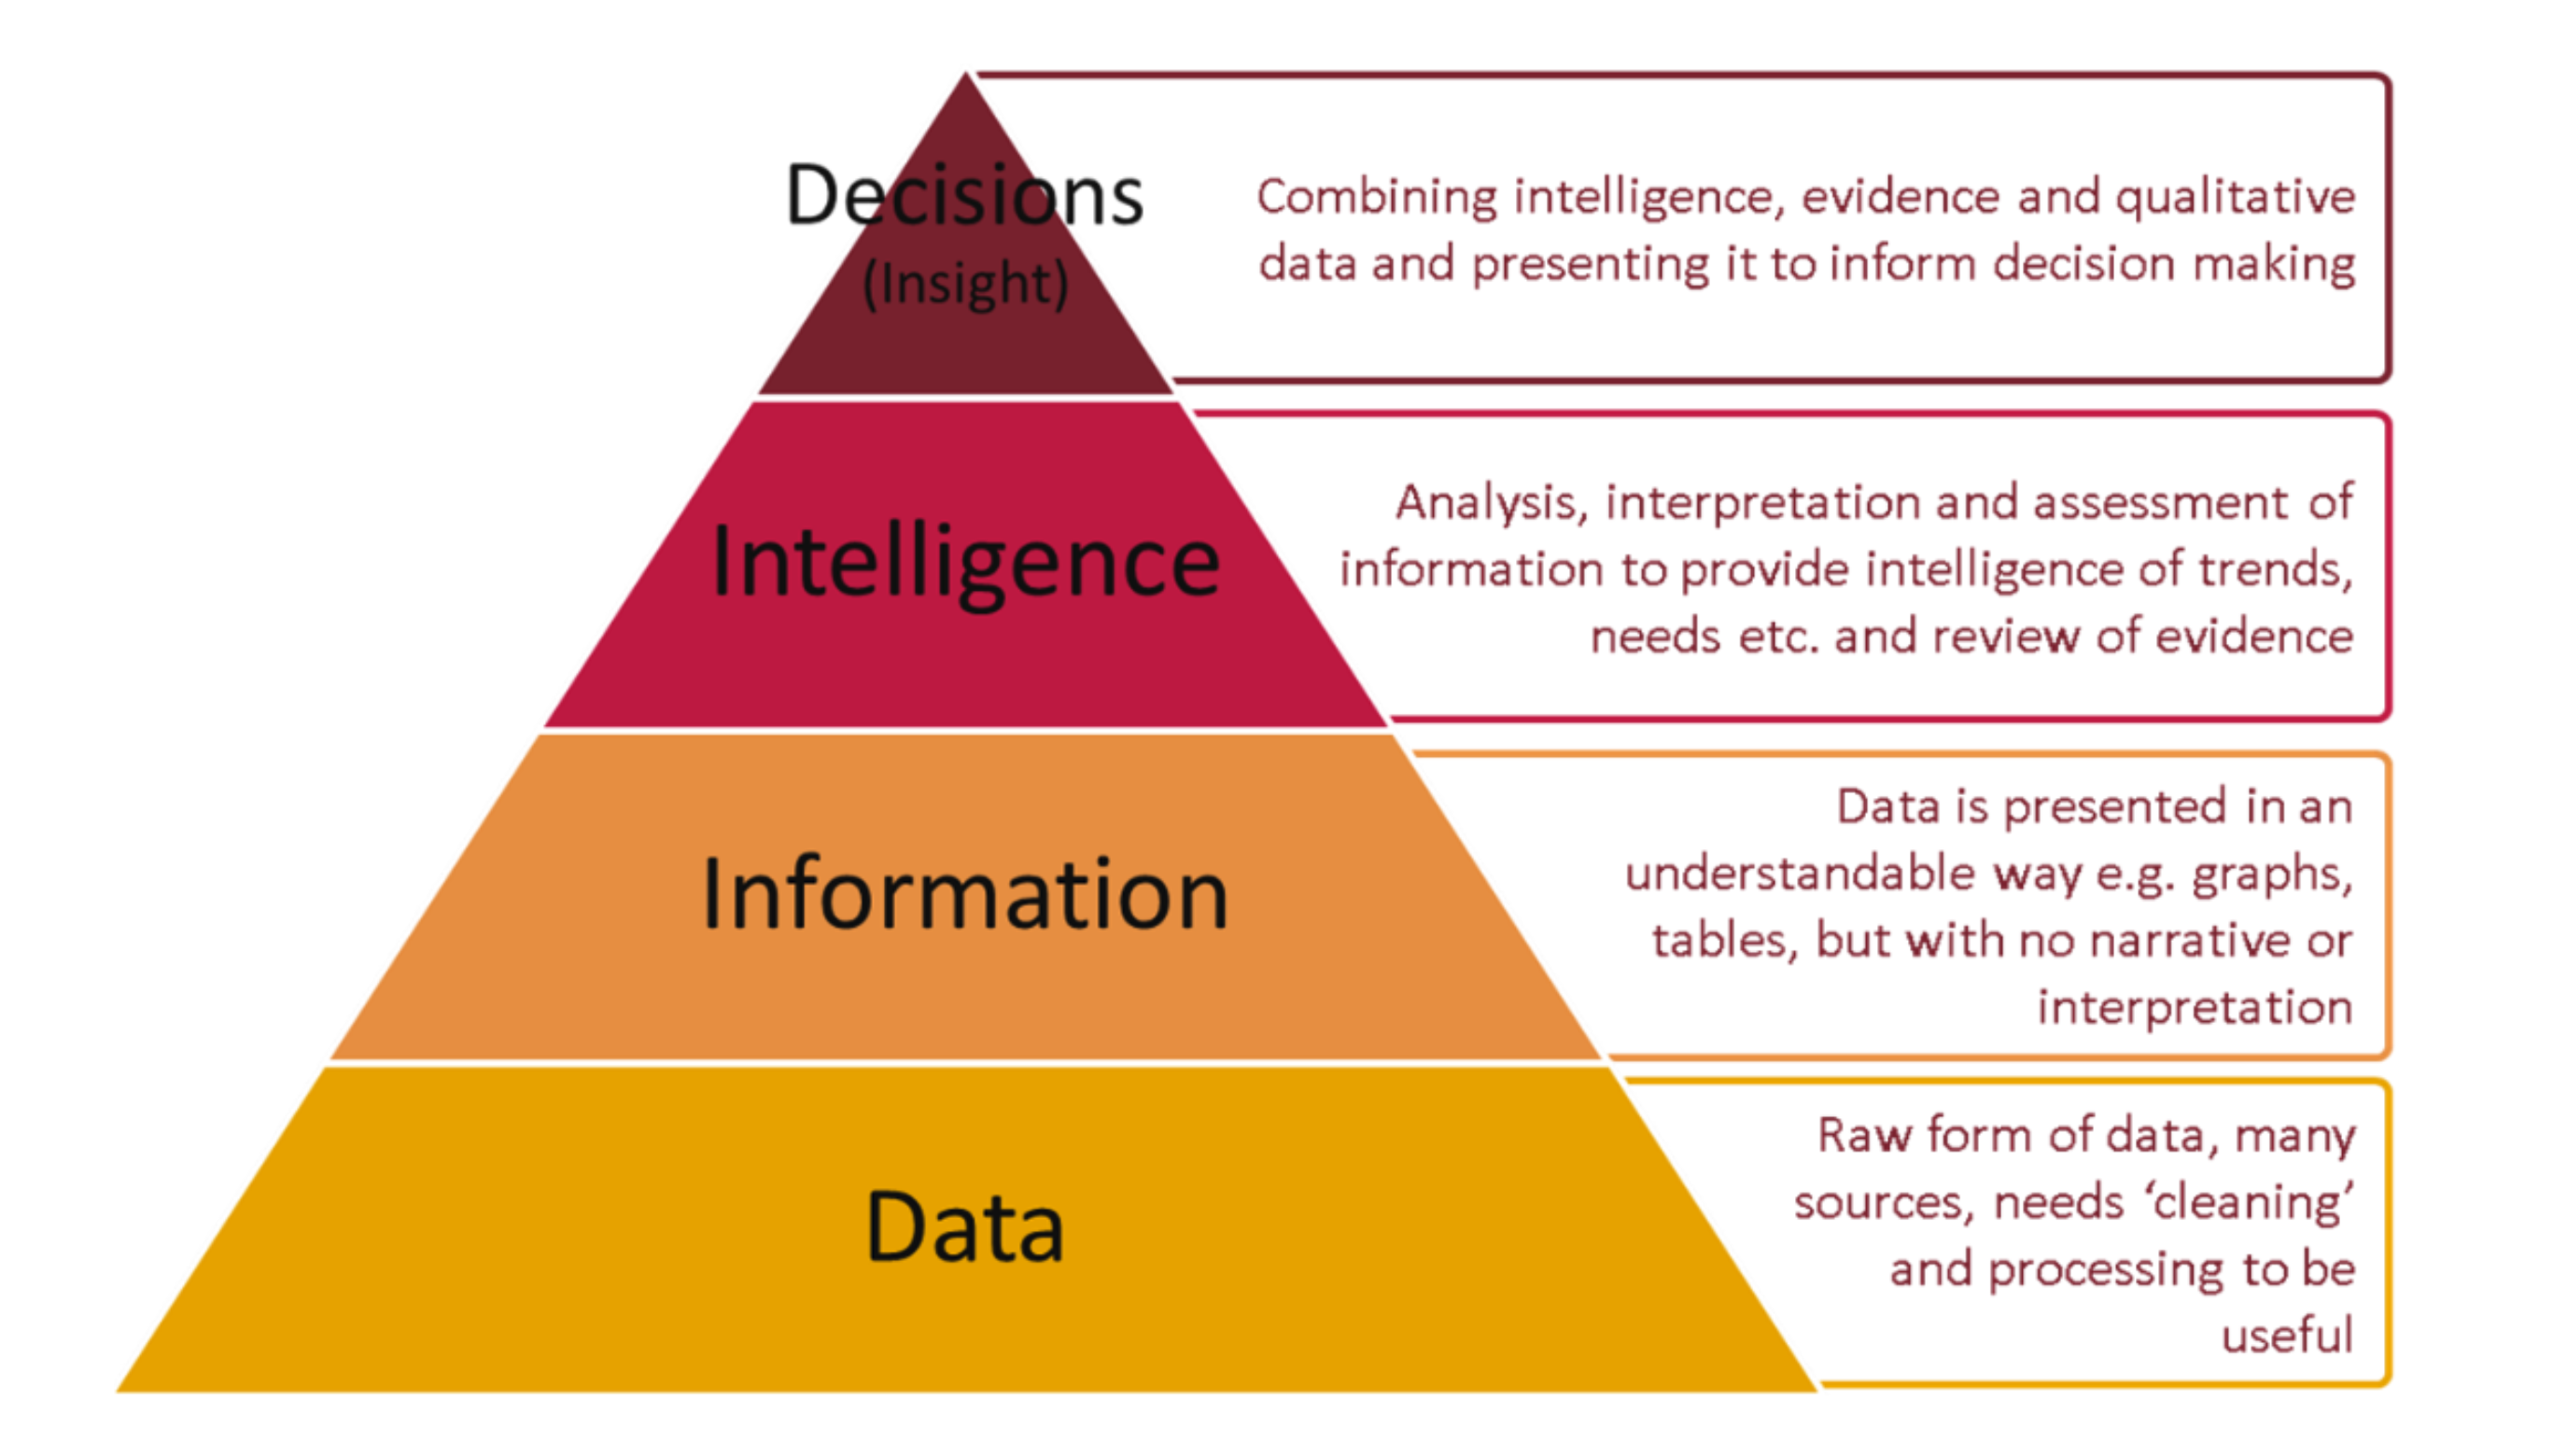 Decisions
(Insight)
Combining intelligence, evidence and qualitative
data and presenting it to inform decision making
Intelligence
Analysis, interpretation and assessment of
information to provide intelligence of trends,
needs etc. and review of evidence
Information
Data is presented in an
understandable way e.g. graphs,
tables, but with no narrative or
interpretation
Data
Raw form of data, many
sources, needs ‘cleaning’
and processing to be
useful